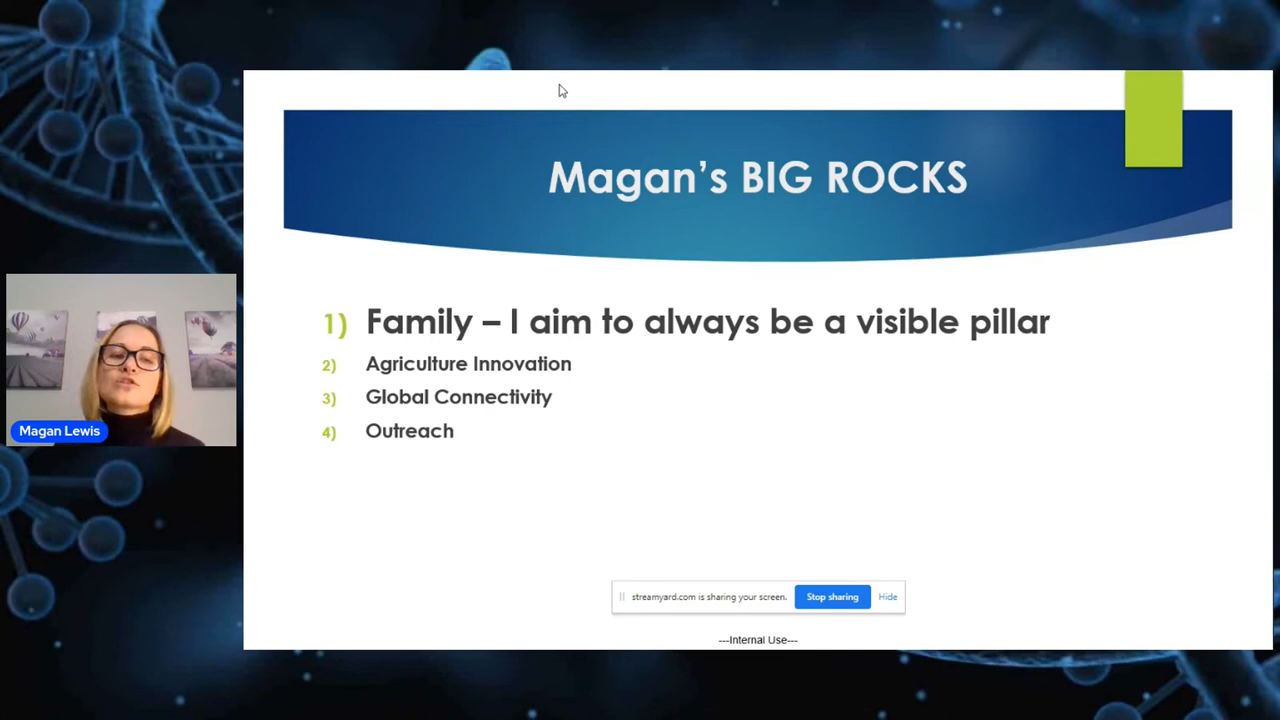 Magan's BIG ROCKS
1) Family – I aim to always be a visible pillar
2) Agriculture Innovation
3) Global Connectivity
4) Outreach
Magan Lewis
streamyard.com is sharing your screen. Stop sharing Hide
---Internal Use---